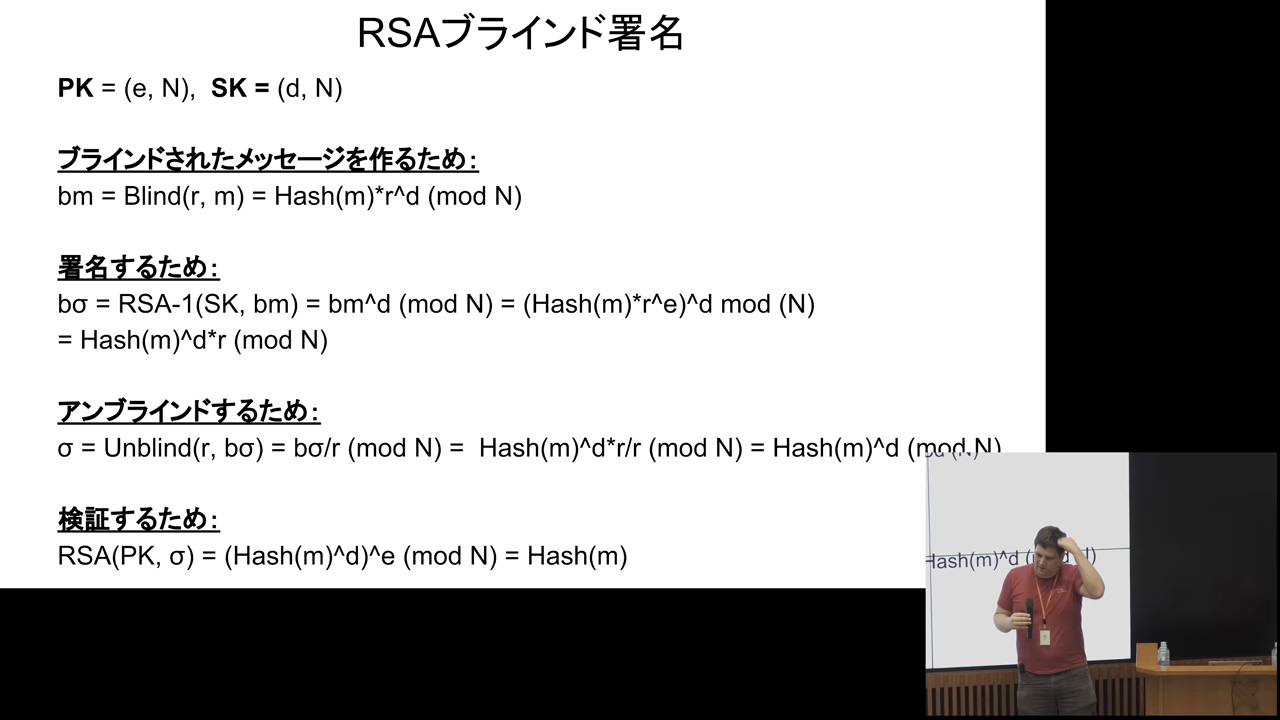 RSAブラインド署名
PK = (e, N), SK = (d, N)
ブラインドされたメッセージを作るため：
bm = Blind(r, m) = Hash(m)*r^d (mod N)
署名するため：
bσ = RSA-1(SK, bm) = bm^d (mod N) = (Hash(m)*r^e)^d mod (N)
= Hash(m)^d*r (mod N)
アンブラインドするため：
σ = Unblind(r, bσ) = bσ/r (mod N) = Hash(m)^d*r/r (mod N) = Hash(m)^d (mod N)
検証するため：
RSA(PK, σ) = (Hash(m)^d)^e (mod N) = Hash(m)
Hash(m)^d